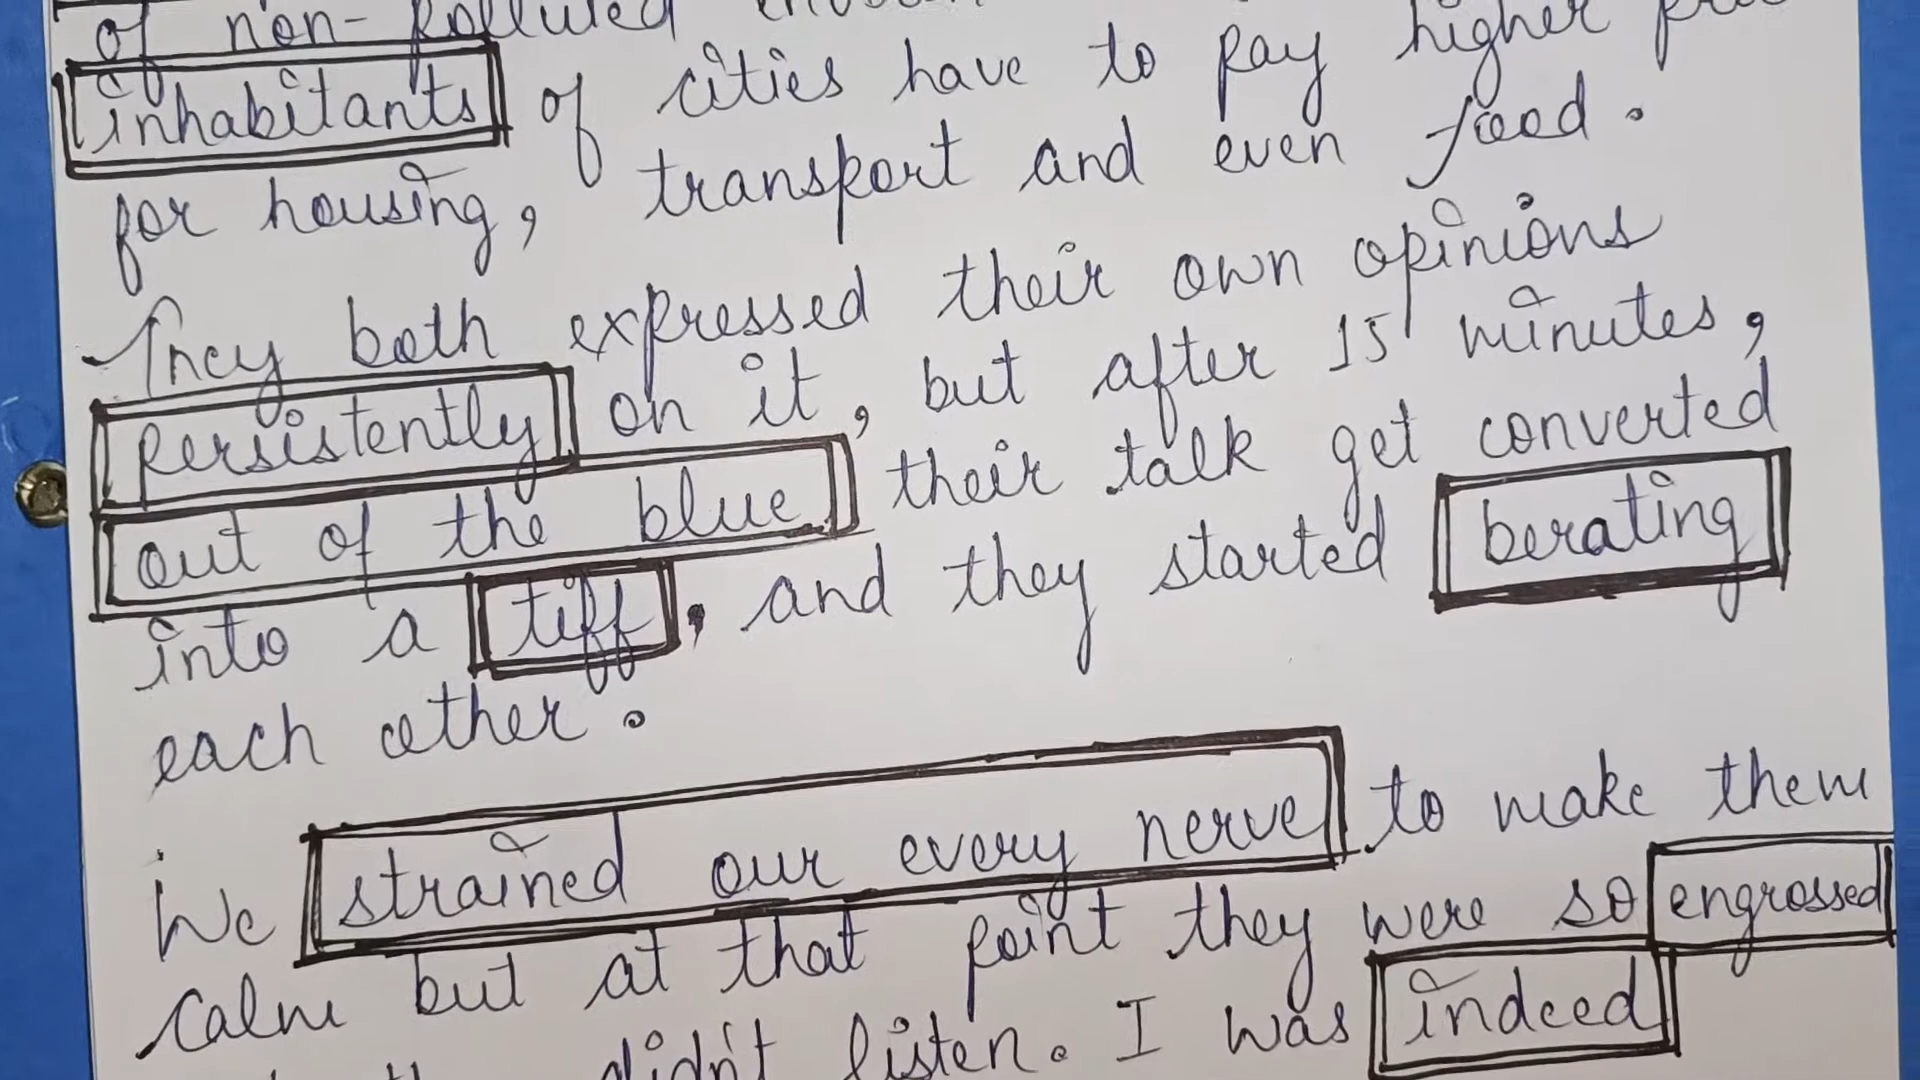 of non-polluted
inhabitants of cities have to pay higher
for housing, transport and even food.
They both expressed their own opinions
persistently on it, but after 15 minutes,
out of the blue their talk get converted
into a tiff, and they started berating
each other.
We strained our every nerve to make them
calm but at that point they were so engrossed
didn't listen. I was indeed